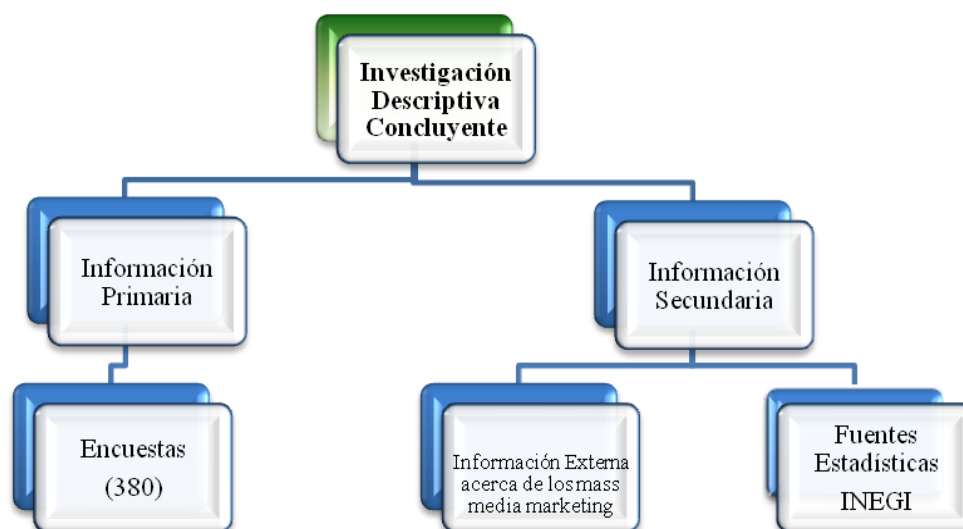 Investigación
Descriptiva
Concluyente
Información
Primaria
Información
Secundaria
Encuestas
(380)
Información Externa
acerca de los mass
media marketing
Fuentes
Estadísticas
INEGI